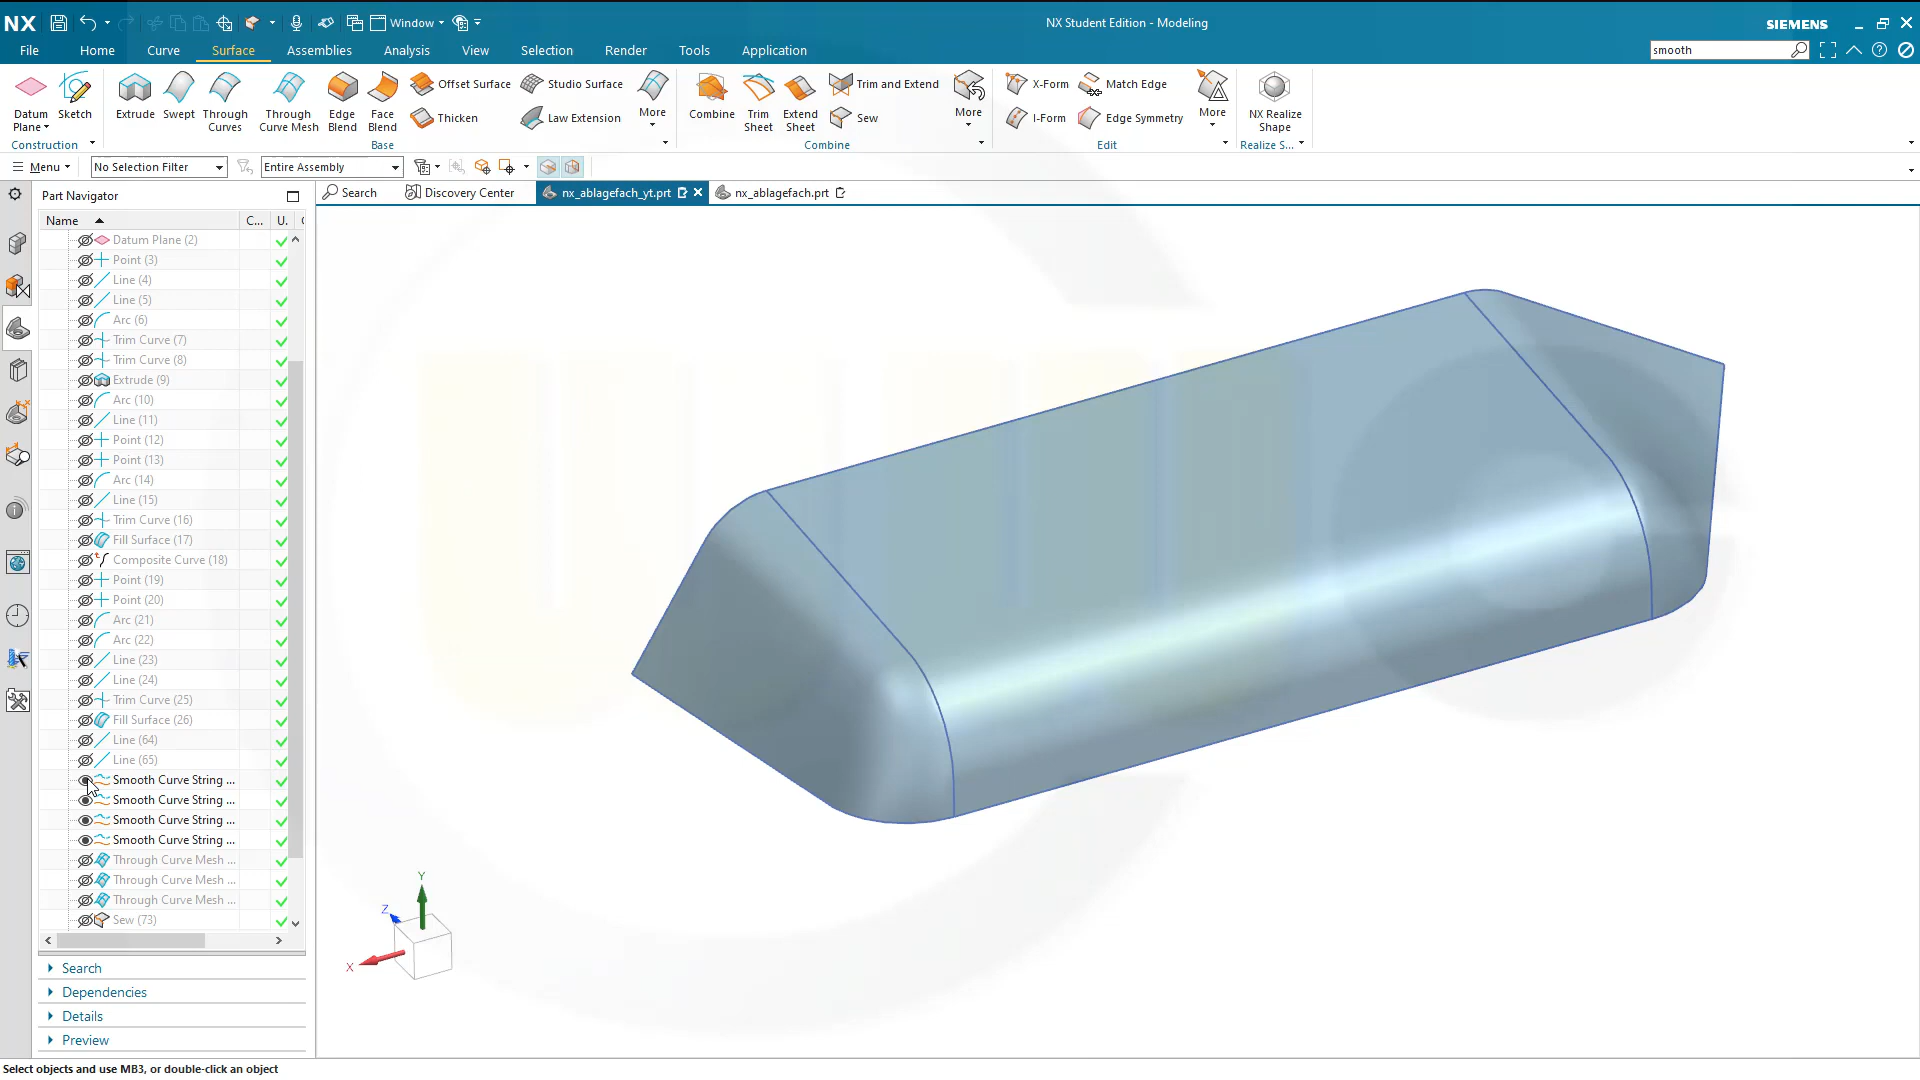 NX Window NX Student Edition - Modeling SIEMENS
File Home Curve Surface Assemblies Analysis View Selection Render Tools Application smooth
Datum Plane Sketch Extrude Swept Through Curves Through Curve Mesh Edge Blend Face Blend Offset Surface Studio Surface More Combine Trim Sheet Extend Sheet Trim and Extend More X-Form Match Edge More NX Realize Shape
Thicken Law Extension Sew I-Form Edge Symmetry
Construction Base Combine Edit Realize S...
Menu No Selection Filter Entire Assembly
Part Navigator Search Discovery Center nx_ablagefach_yt.prt nx_ablagefach.prt
Name C... U.
Datum Plane (2)
Point (3)
Line (4)
Line (5)
Arc (6)
Trim Curve (7)
Trim Curve (8)
Extrude (9)
Arc (10)
Line (11)
Point (12)
Point (13)
Arc (14)
Line (15)
Trim Curve (16)
Fill Surface (17)
Composite Curve (18)
Point (19)
Point (20)
Arc (21)
Arc (22)
Line (23)
Line (24)
Trim Curve (25)
Fill Surface (26)
Line (64)
Line (65)
Smooth Curve String ...
Smooth Curve String ...
Smooth Curve String ...
Smooth Curve String ...
Through Curve Mesh ...
Through Curve Mesh ...
Through Curve Mesh ...
Sew (73)
Search
Dependencies
Details
Preview
Y
Z
X
Select objects and use MB3, or double-click an object